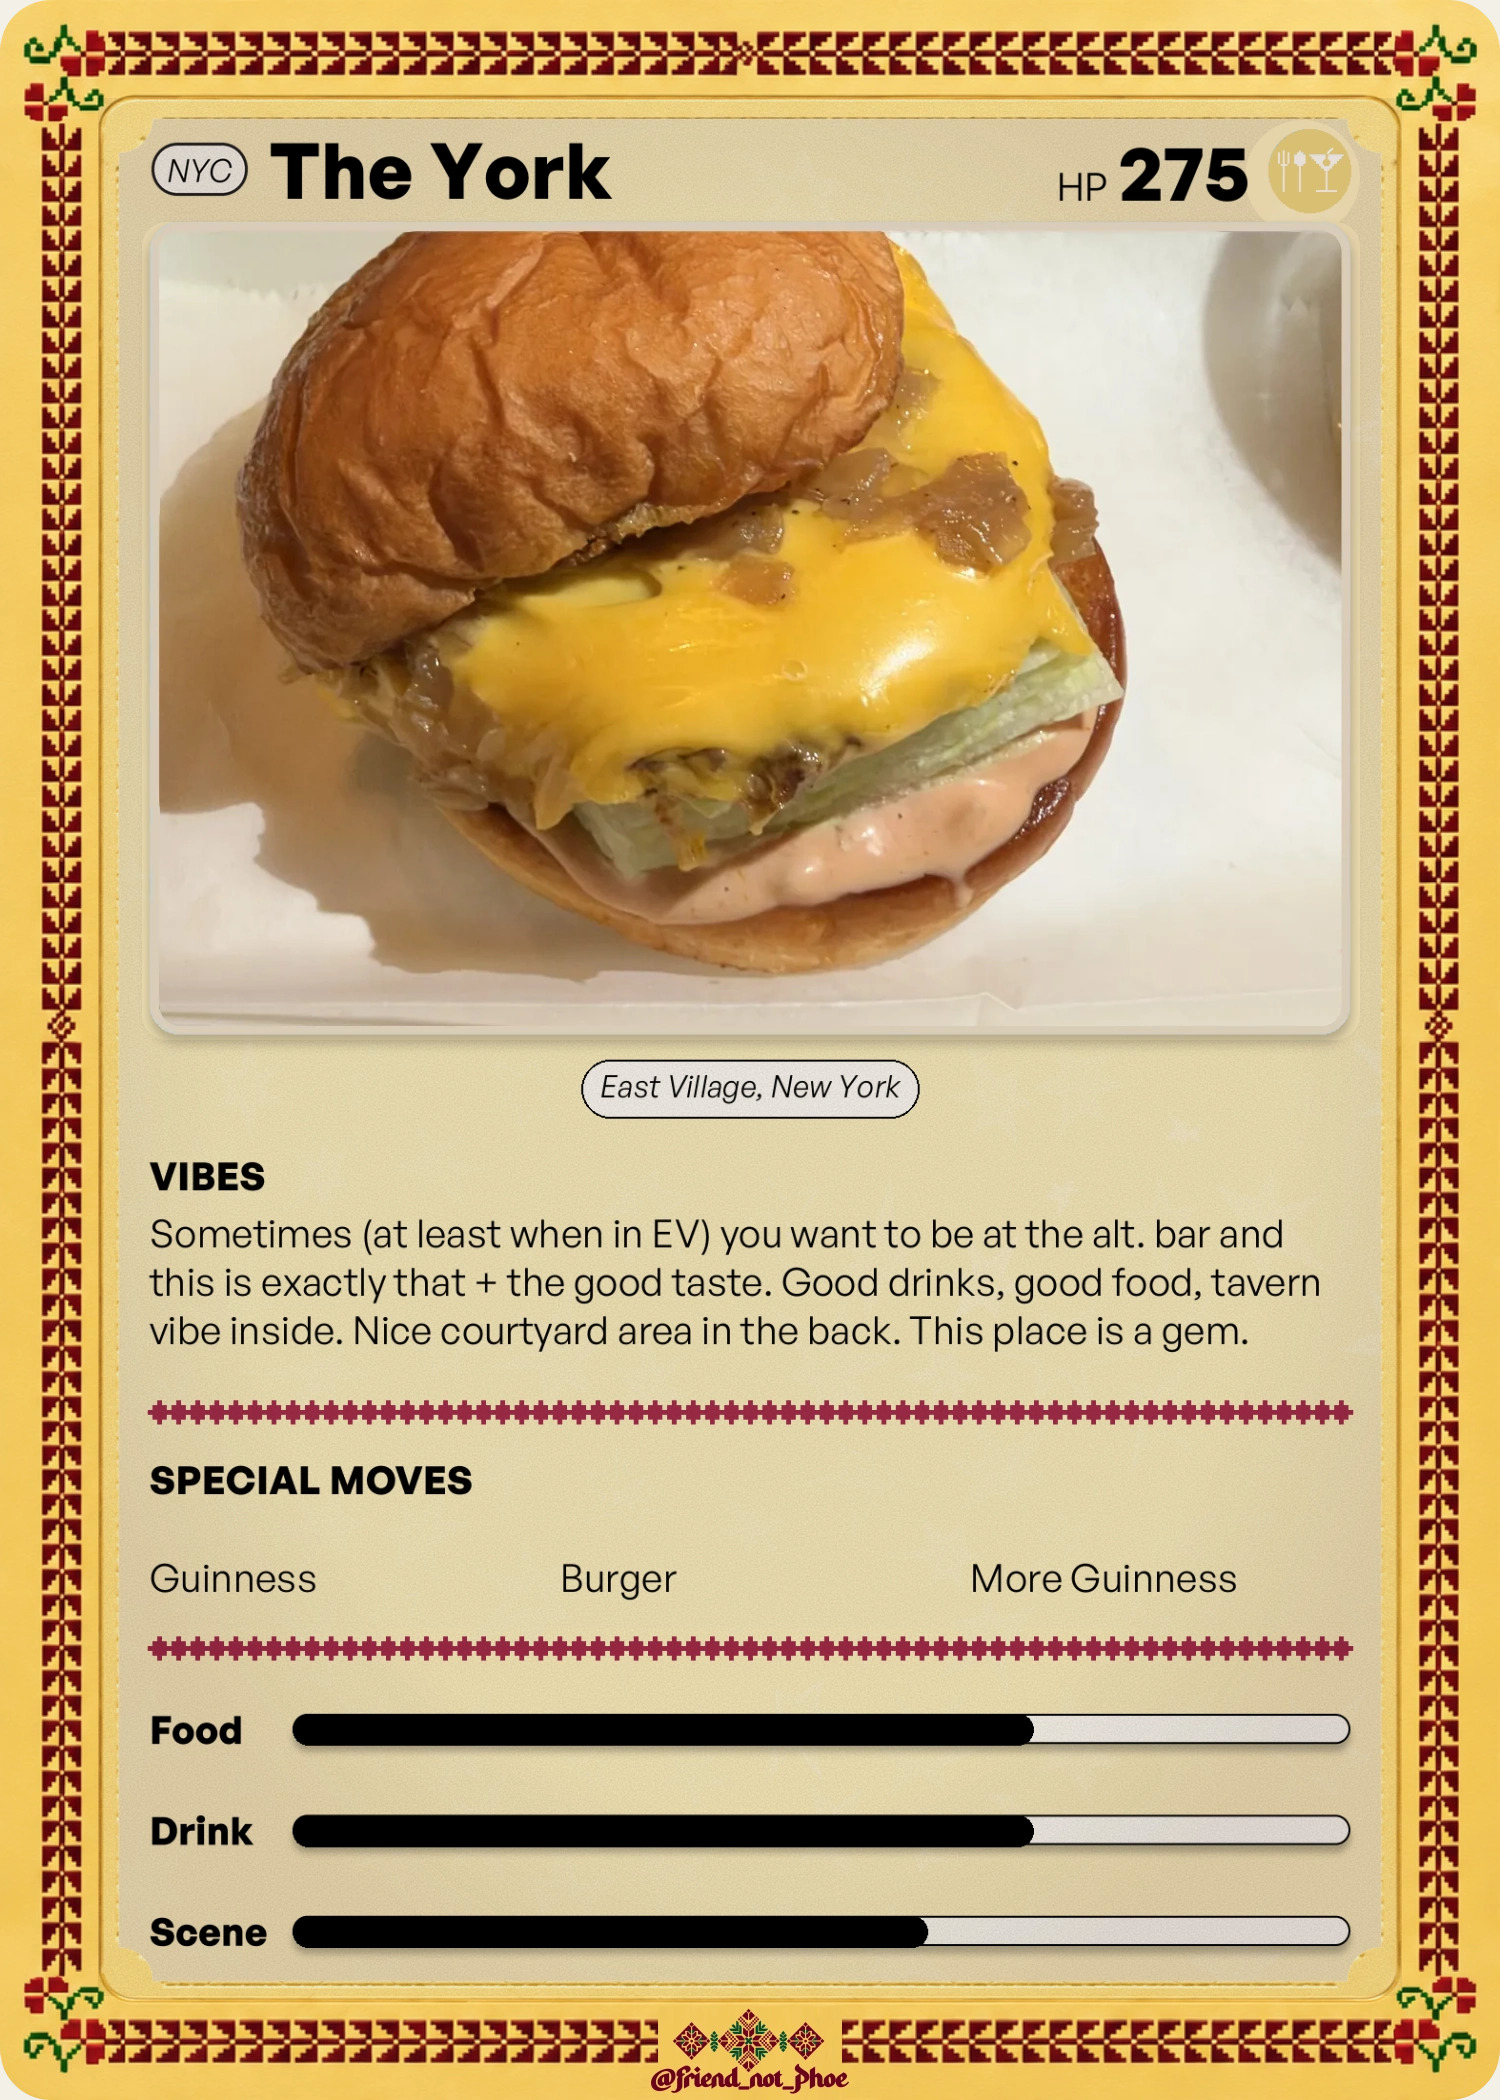 NYC The York HP 275
East Village, New York
VIBES
Sometimes (at least when in EV) you want to be at the alt. bar and
this is exactly that + the good taste. Good drinks, good food, tavern
vibe inside. Nice courtyard area in the back. This place is a gem.
SPECIAL MOVES
Guinness Burger More Guinness
Food
Drink
Scene
@friend_not_Phoe